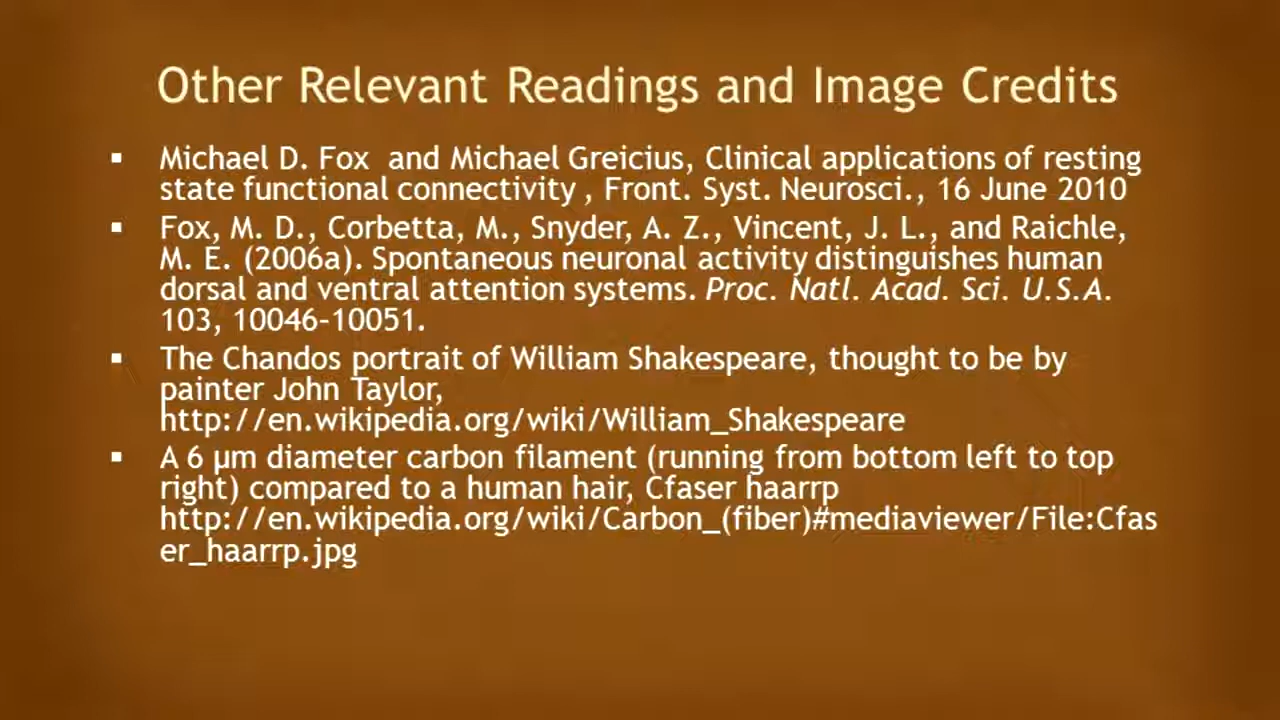 Other Relevant Readings and Image Credits
▪ Michael D. Fox and Michael Greicius, Clinical applications of resting
state functional connectivity , Front. Syst. Neurosci., 16 June 2010
▪ Fox, M. D., Corbetta, M., Snyder, A. Z., Vincent, J. L., and Raichle,
M. E. (2006a). Spontaneous neuronal activity distinguishes human
dorsal and ventral attention systems. Proc. Natl. Acad. Sci. U.S.A.
103, 10046–10051.
▪ The Chandos portrait of William Shakespeare, thought to be by
painter John Taylor,
http://en.wikipedia.org/wiki/William_Shakespeare
▪ A 6 μm diameter carbon filament (running from bottom left to top
right) compared to a human hair, Cfaser haarrp
http://en.wikipedia.org/wiki/Carbon_(fiber)#mediaviewer/File:Cfas
er_haarrp.jpg